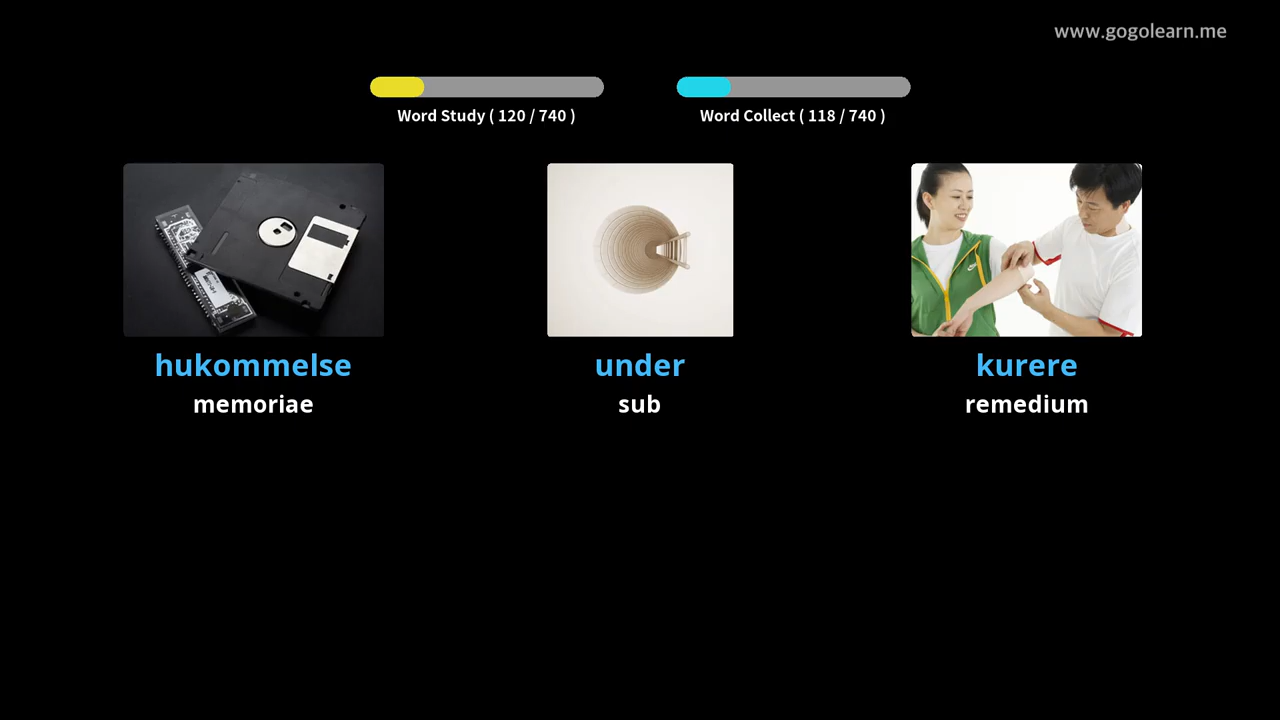 www.gogolearn.me
Word Study ( 120 / 740 )
Word Collect ( 118 / 740 )
hukommelse
memoriae
under
sub
kurere
remedium